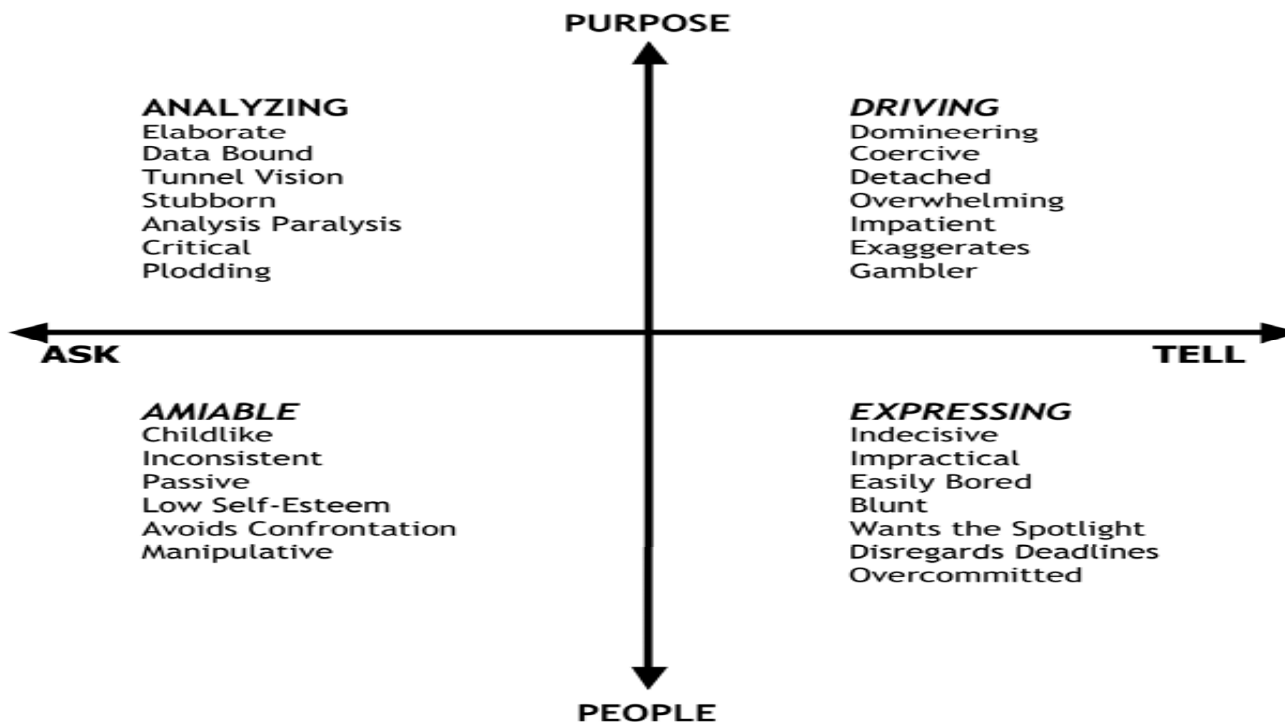 PURPOSE
ANALYZING
Elaborate
Data Bound
Tunnel Vision
Stubborn
Analysis Paralysis
Critical
Plodding
DRIVING
Domineering
Coercive
Detached
Overwhelming
Impatient
Exaggerates
Gambler
ASK
TELL
AMIABLE
Childlike
Inconsistent
Passive
Low Self-Esteem
Avoids Confrontation
Manipulative
EXPRESSING
Indecisive
Impractical
Easily Bored
Blunt
Wants the Spotlight
Disregards Deadlines
Overcommitted
PEOPLE